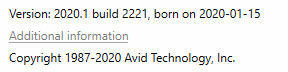 Version: 2020.1 build 2221, born on 2020-01-15
Additional information
Copyright 1987-2020 Avid Technology, Inc.